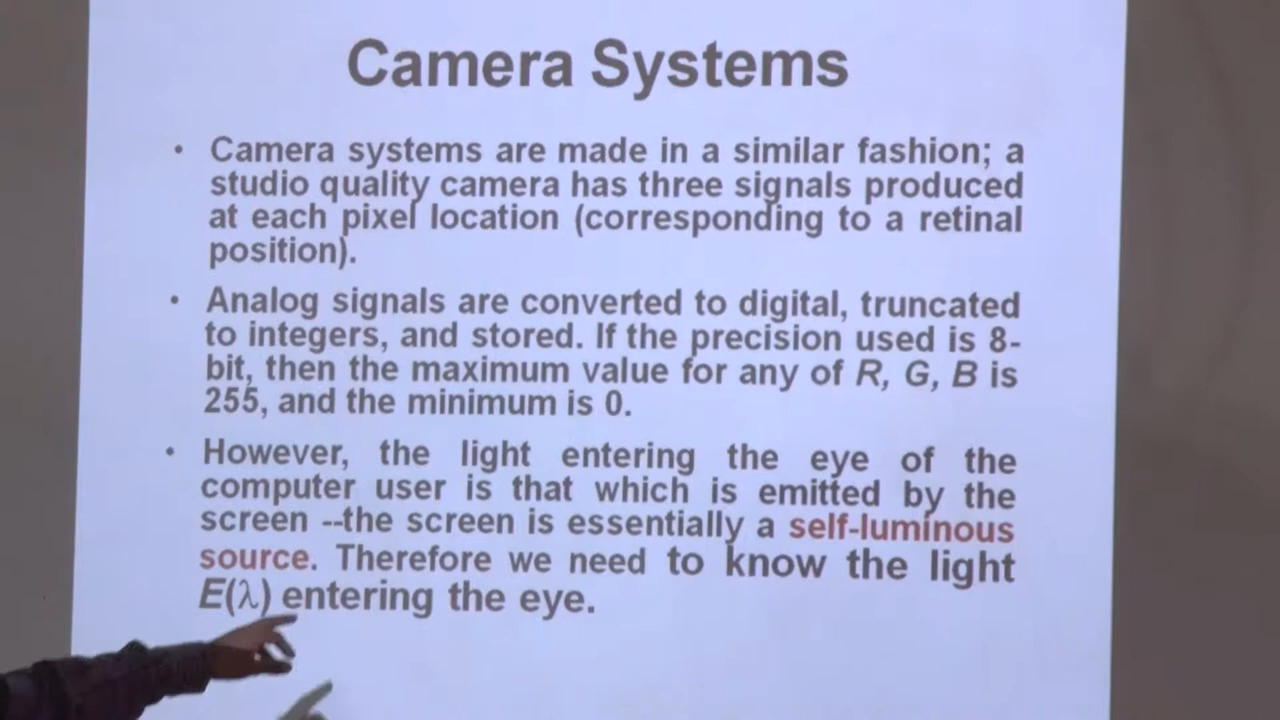 Camera Systems
• Camera systems are made in a similar fashion; a
studio quality camera has three signals produced
at each pixel location (corresponding to a retinal
position).
• Analog signals are converted to digital, truncated
to integers, and stored. If the precision used is 8-
bit, then the maximum value for any of R, G, B is
255, and the minimum is 0.
• However, the light entering the eye of the
computer user is that which is emitted by the
screen --the screen is essentially a self-luminous
source. Therefore we need to know the light
E(λ) entering the eye.